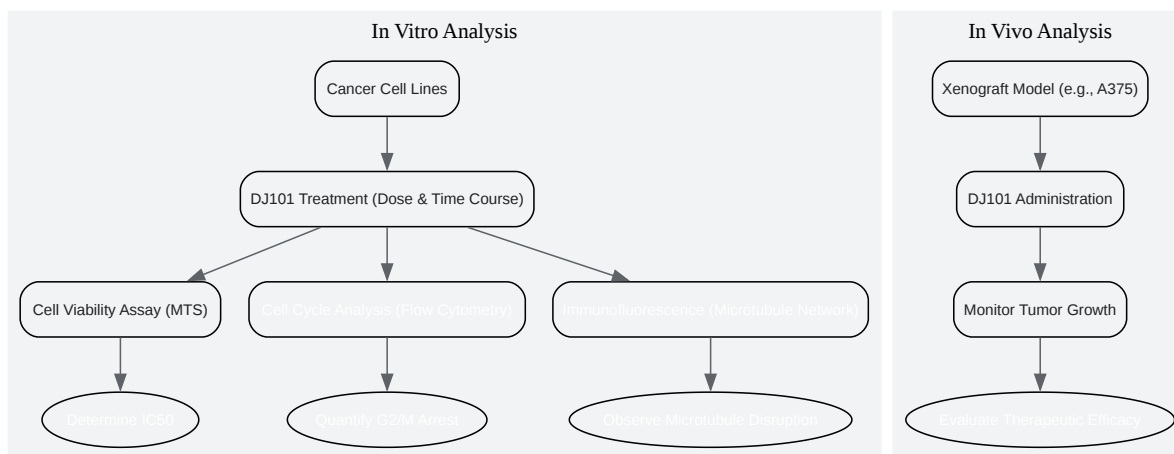 In Vitro Analysis
Cancer Cell Lines
DJ101 Treatment (Dose & Time Course)
Cell Viability Assay (MTS)
Cell Cycle Analysis (Flow Cytometry)
Immunofluorescence (Microtubule Network)
Determine IC50
Quantify G2/M Arrest
Observe Microtubule Disruption
In Vivo Analysis
Xenograft Model (e.g., A375)
DJ101 Administration
Monitor Tumor Growth
Evaluate Therapeutic Efficacy